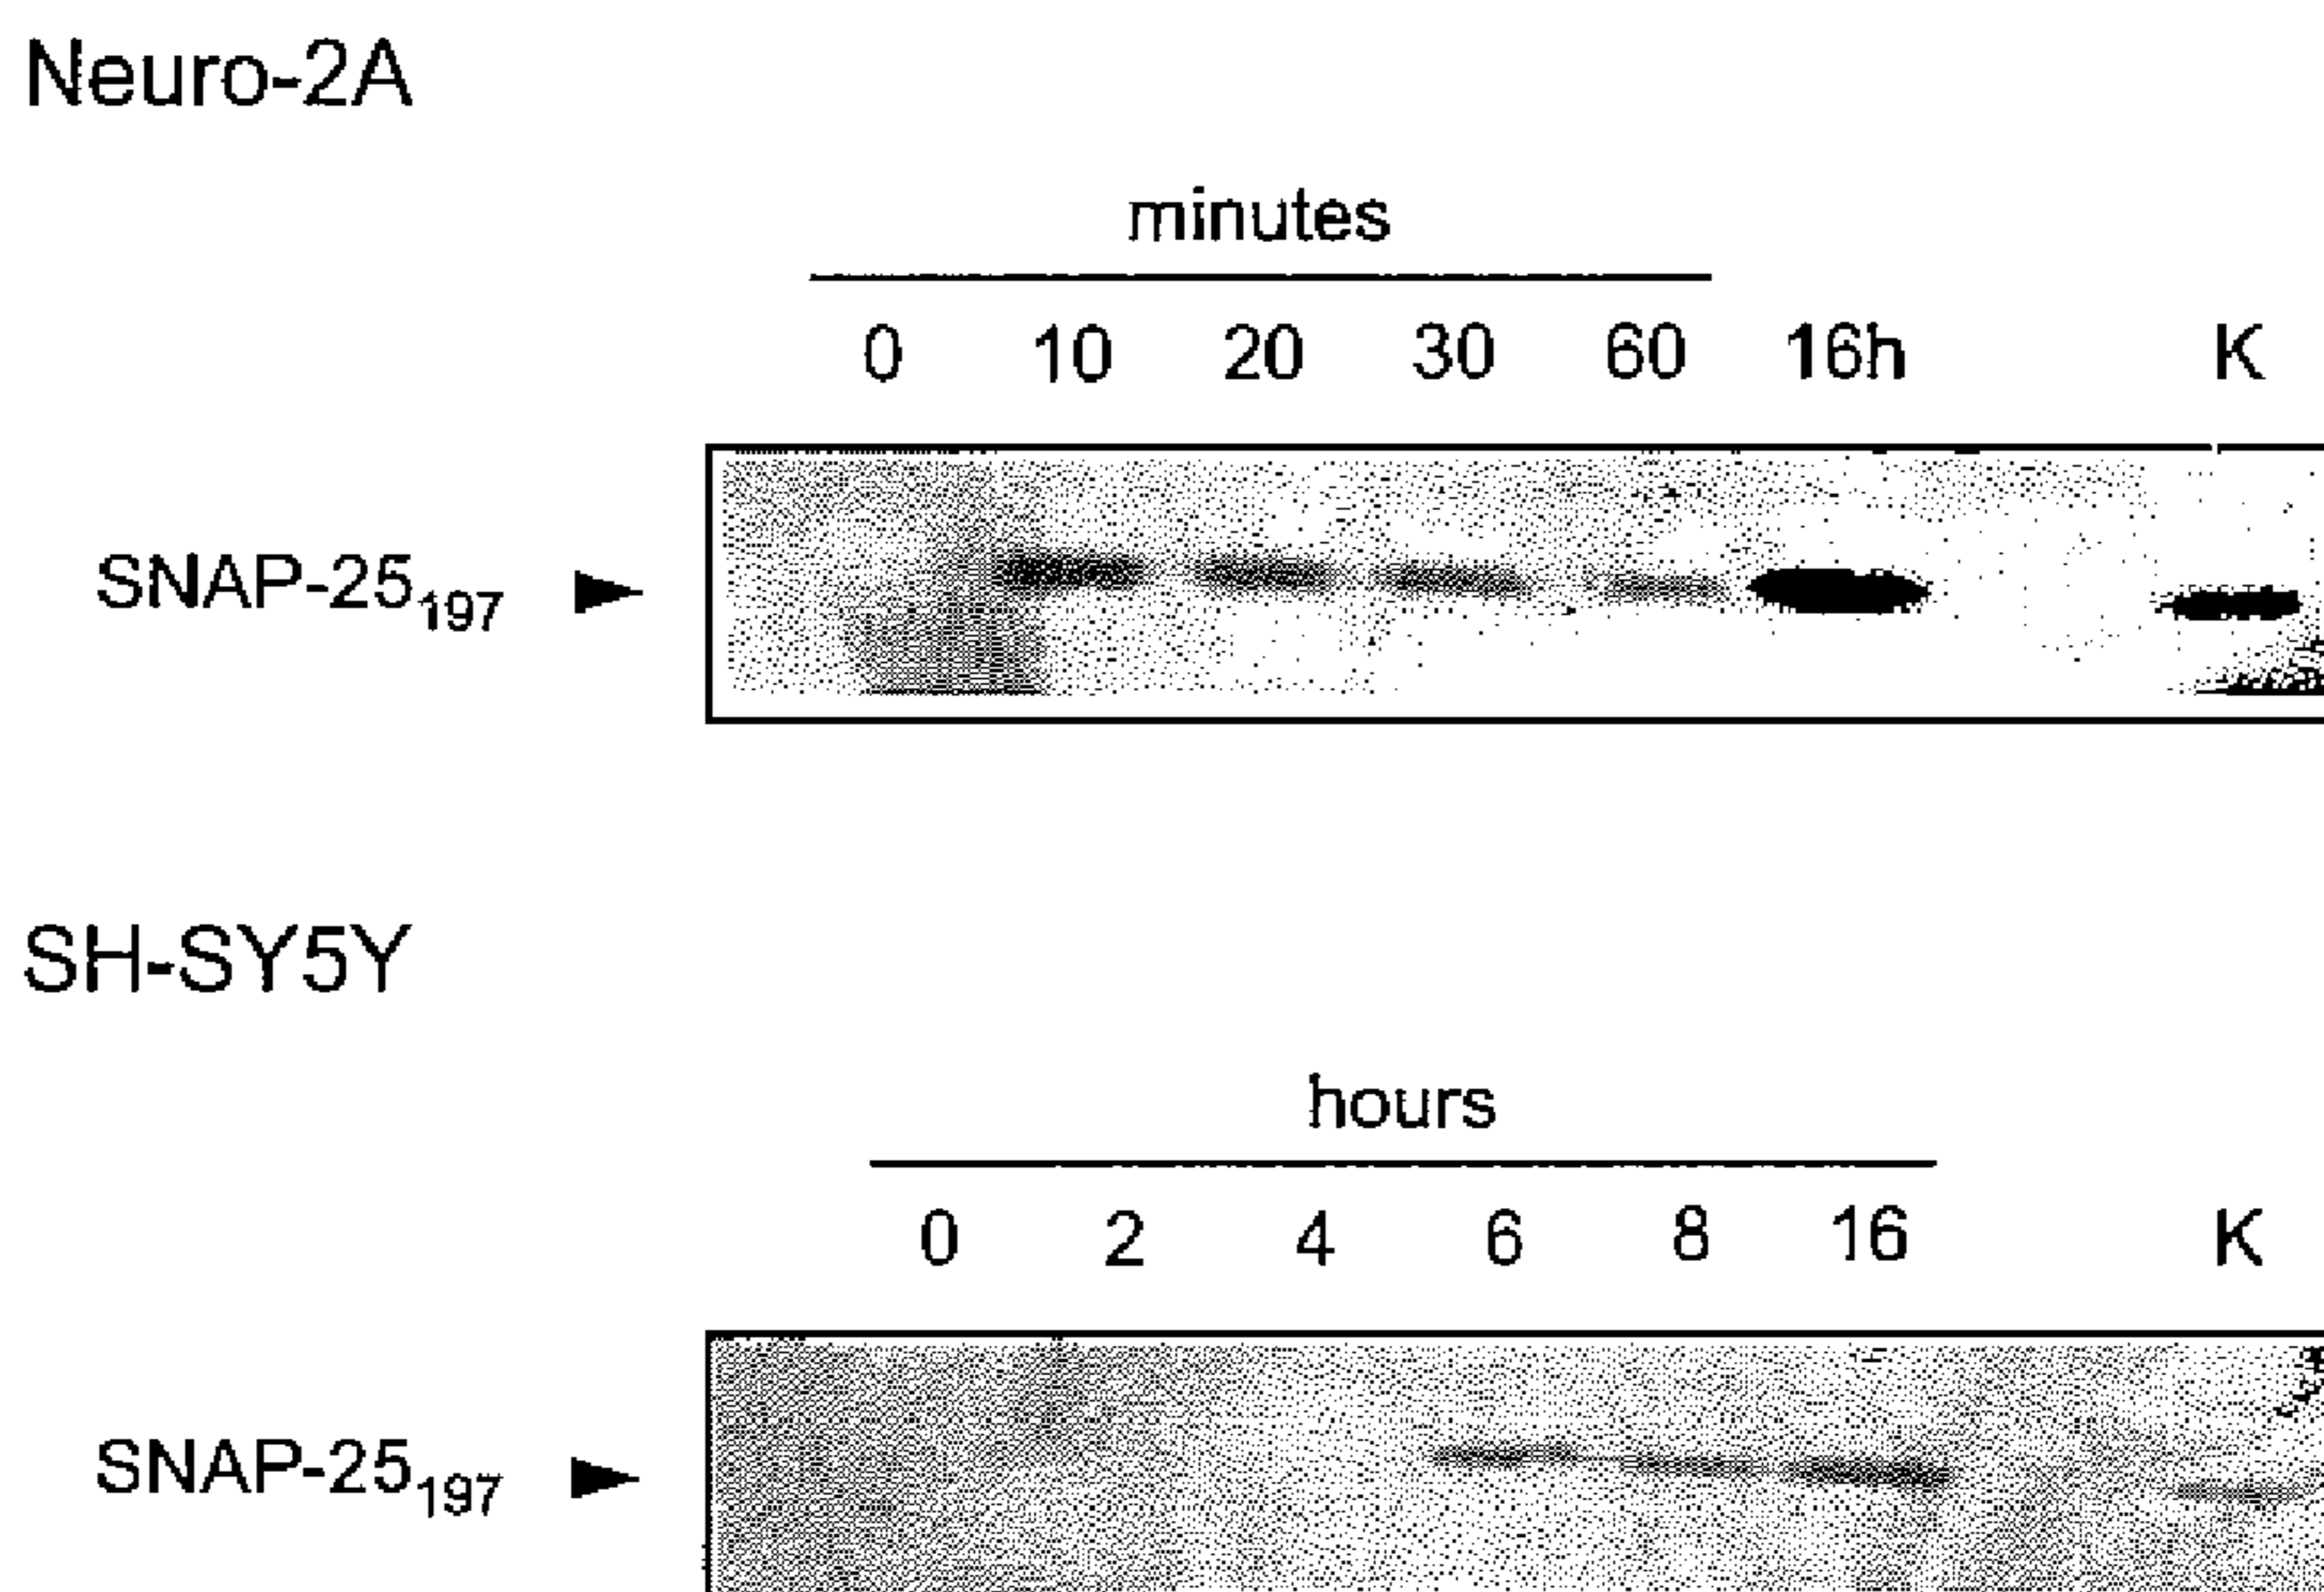 Neuro-2A
minutes
0 10 20 30 60 16h K
SNAP-25₁₉₇
SH-SY5Y
hours
0 2 4 6 8 16 K
SNAP-25₁₉₇